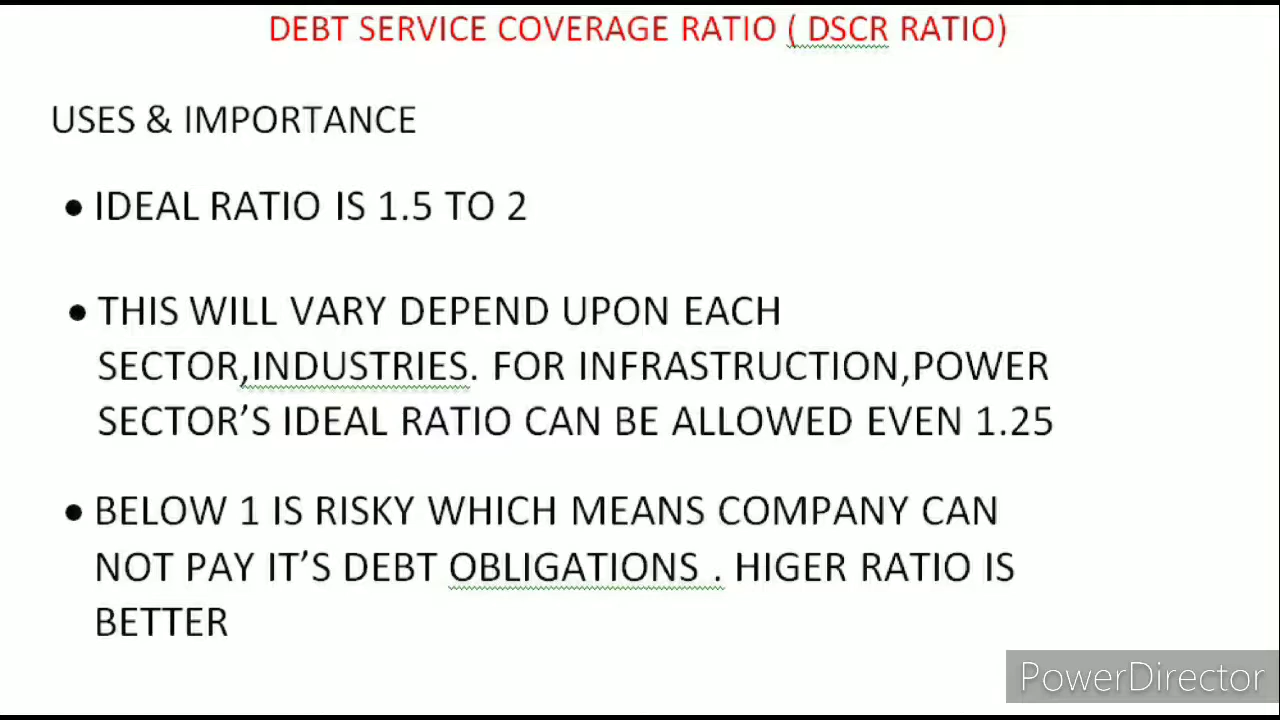 DEBT SERVICE COVERAGE RATIO ( DSCR RATIO)
USES & IMPORTANCE
• IDEAL RATIO IS 1.5 TO 2
• THIS WILL VARY DEPEND UPON EACH
SECTOR,INDUSTRIES. FOR INFRASTRUCTION,POWER
SECTOR’S IDEAL RATIO CAN BE ALLOWED EVEN 1.25
• BELOW 1 IS RISKY WHICH MEANS COMPANY CAN
NOT PAY IT’S DEBT OBLIGATIONS . HIGER RATIO IS
BETTER
PowerDirector